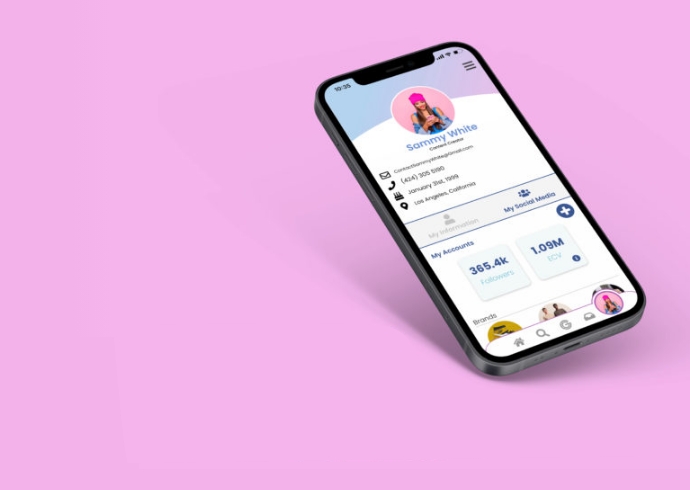 10:35
Sammy White
Content Creator
ContactSammyWhite@Gmail.com
(424) 305 5190
January 31st, 1999
Los Angeles, California
My Information
My Social Media
My Accounts
365.4k
Followers
1.09M
ECV
Brands